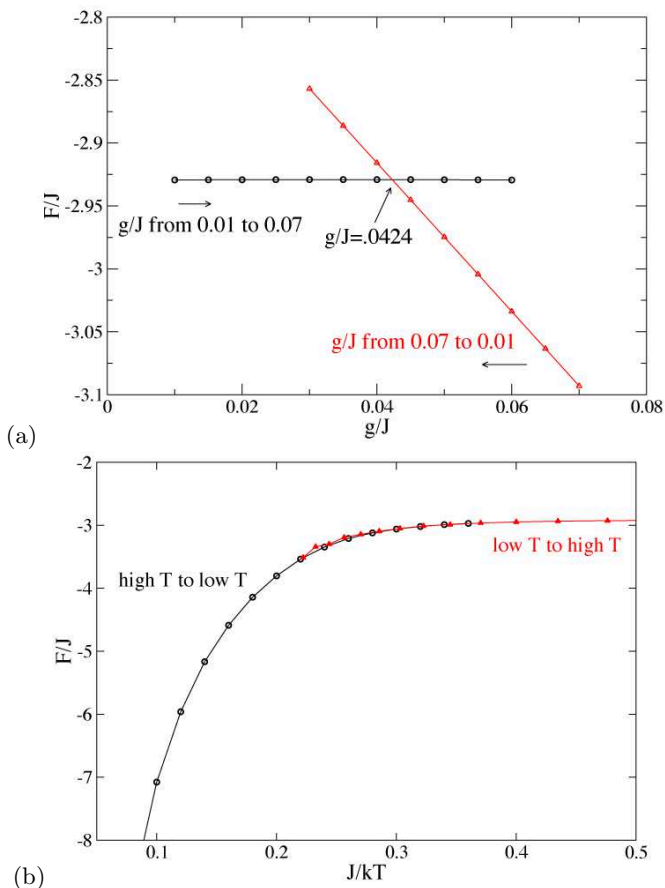 -2.8
-2.85
-2.9
-2.95
-3
-3.05
-3.1
F/J
g/J from 0.01 to 0.07
g/J=.0424
g/J from 0.07 to 0.01
0 0.02 0.04 0.06 0.08
g/J
(a)
-2
-3
-4
-5
-6
-7
-8
F/J
low T to high T
high T to low T
0.1 0.2 0.3 0.4 0.5
J/kT
(b)